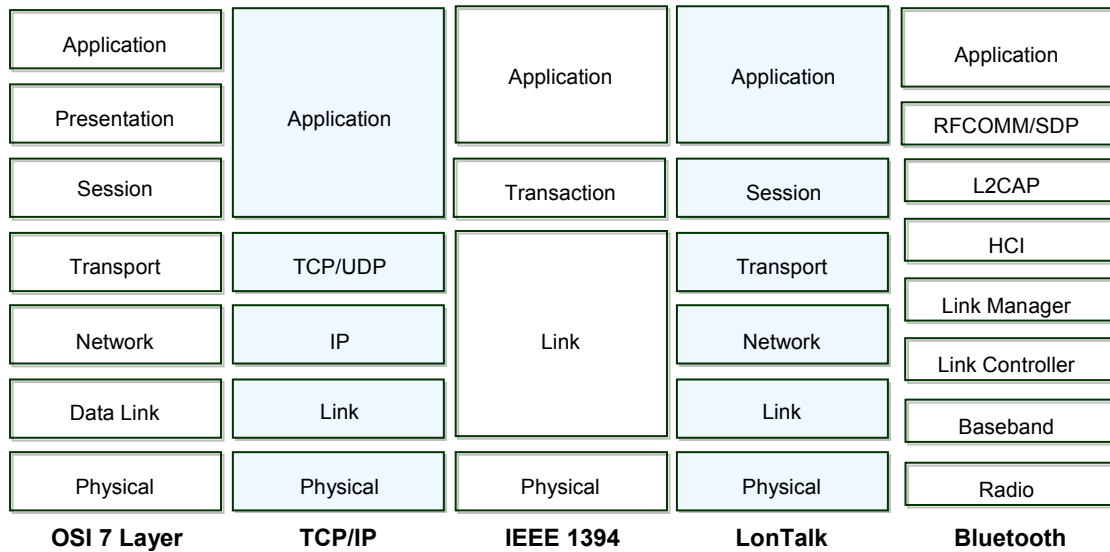 Application
Presentation
Session
Transport
Network
Data Link
Physical
OSI 7 Layer
Application
TCP/UDP
IP
Link
Physical
TCP/IP
Application
Transaction
Link
Physical
IEEE 1394
Application
Session
Transport
Network
Link
Physical
LonTalk
Application
RFCOMM/SDP
L2CAP
HCI
Link Manager
Link Controller
Baseband
Radio
Bluetooth